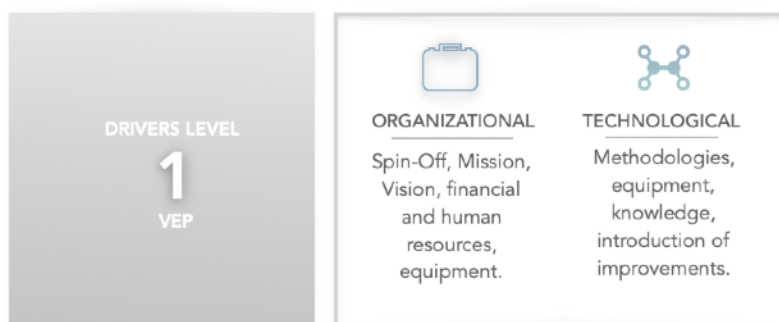 DRIVERS LEVEL
1
VEP
ORGANIZATIONAL
Spin-Off, Mission,
Vision, financial
and human
resources,
equipment.
TECHNOLOGICAL
Methodologies,
equipment,
knowledge,
introduction of
improvements.